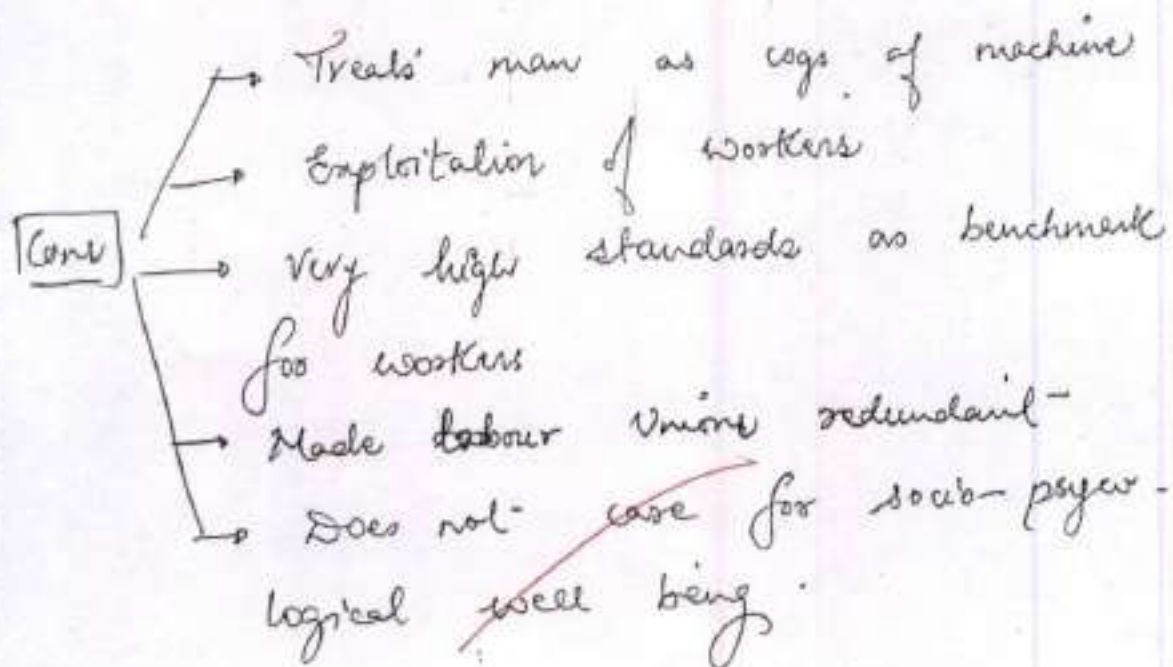 Treats man as cogs of machine
Exploitation of workers
Cons
Very high standards as benchmark
for workers
Made labour Unions redundant
Does not care for socio-psycho-
logical well being.